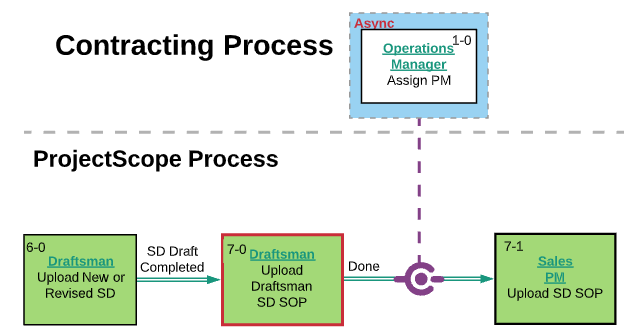 Contracting Process
Async
1-0
Operations
Manager
Assign PM
ProjectScope Process
6-0
Draftsman
Upload New or
Revised SD
SD Draft
Completed
7-0
Draftsman
Upload
Draftsman
SD SOP
Done
7-1
Sales
PM
Upload SD SOP